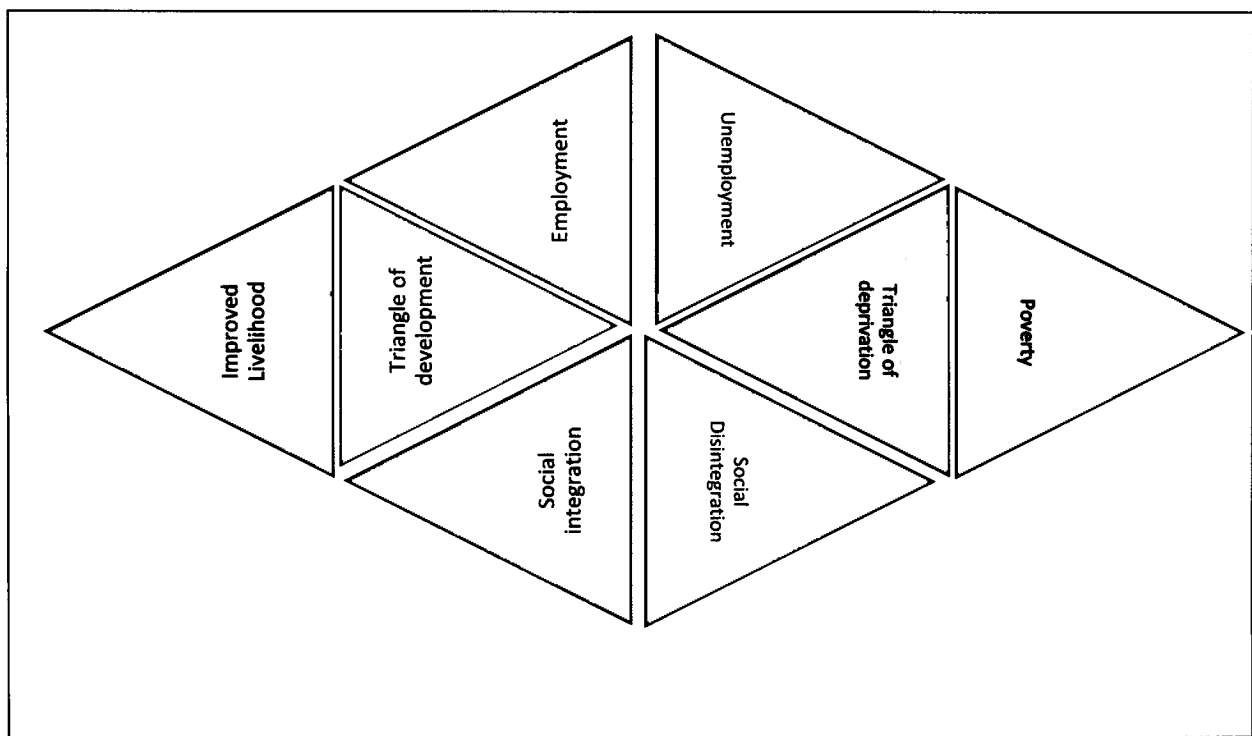 Employment
Unemployment
Improved
Livelihood
Triangle of
development
Triangle of
deprivation
Poverty
Social
integration
Social
Disintegration